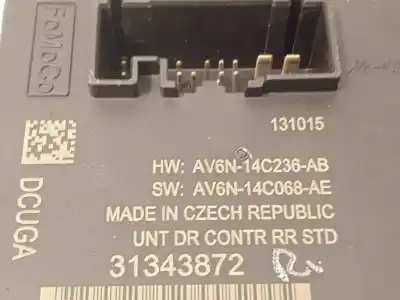 FoMoCo
131015
HW: AV6N-14C236-AB
SW: AV6N-14C068-AE
MADE IN CZECH REPUBLIC
UNT DR CONTR RR STD
31343872
DCUGA